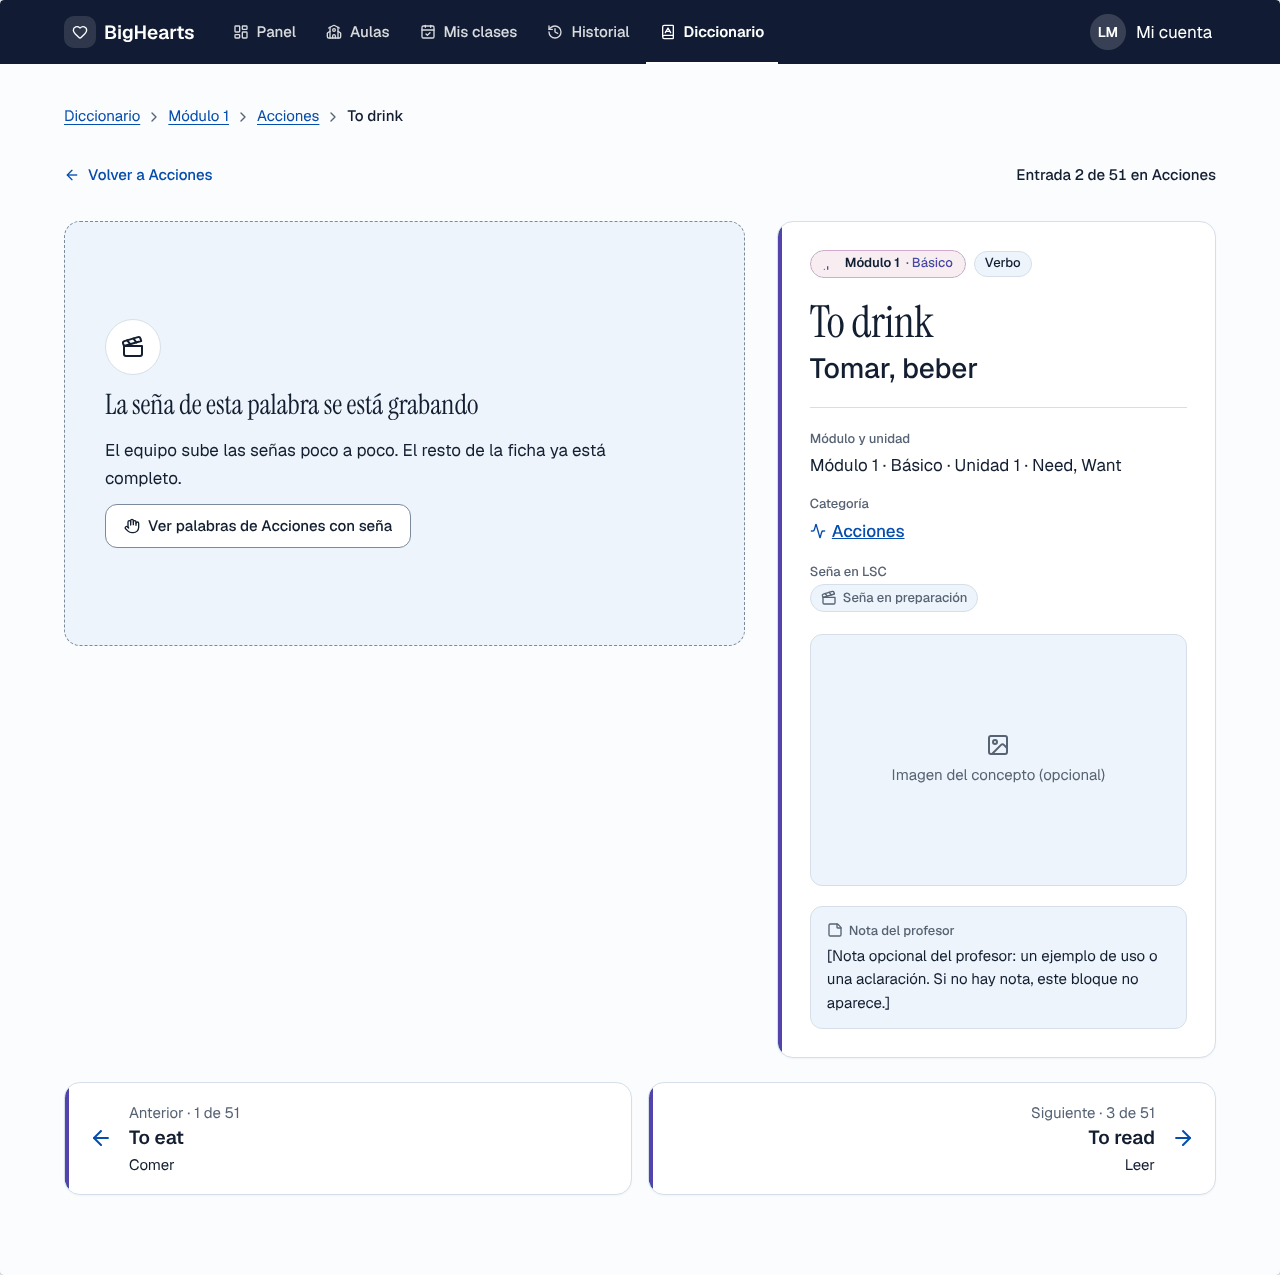 BigHearts
Panel
Aulas
Mis clases
Historial
Diccionario
LM
Mi cuenta
Diccionario > Módulo 1 > Acciones > To drink
Volver a Acciones
Entrada 2 de 51 en Acciones
La seña de esta palabra se está grabando
El equipo sube las señas poco a poco. El resto de la ficha ya está
completo.
Ver palabras de Acciones con seña
Módulo 1 · Básico
Verbo
To drink
Tomar, beber
Módulo y unidad
Módulo 1 · Básico · Unidad 1 · Need, Want
Categoría
Acciones
Seña en LSC
Seña en preparación
Imagen del concepto (opcional)
Nota del profesor
[Nota opcional del profesor: un ejemplo de uso o
una aclaración. Si no hay nota, este bloque no
aparece.]
Anterior · 1 de 51
To eat
Comer
Siguiente · 3 de 51
To read
Leer